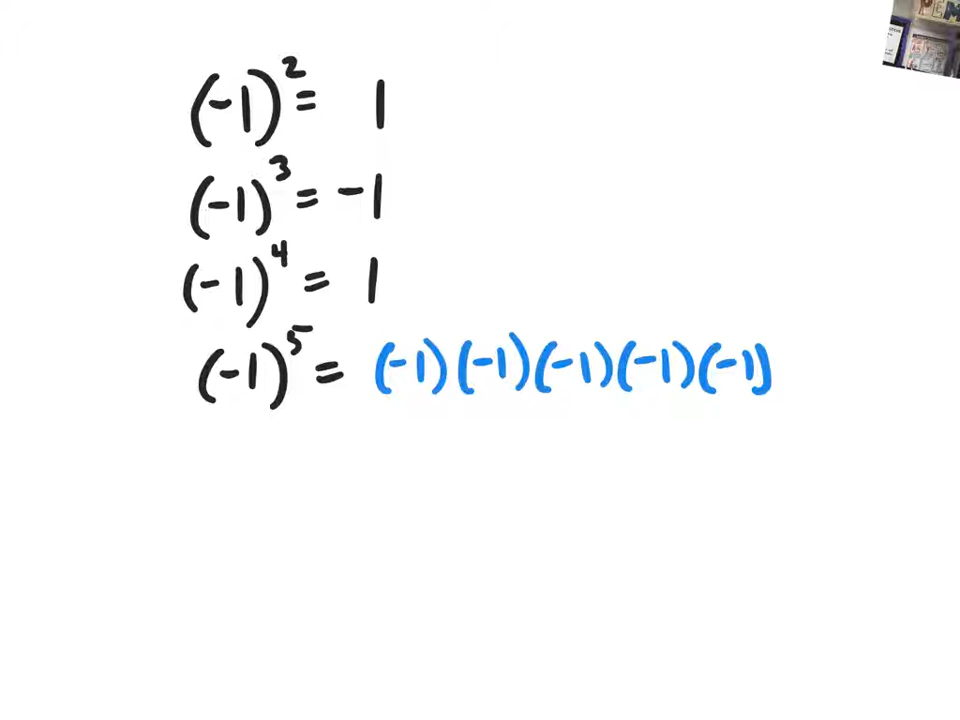 (-1)² = 1
(-1)³ = -1
(-1)⁴ = 1
(-1)⁵ = (-1)(-1)(-1)(-1)(-1)